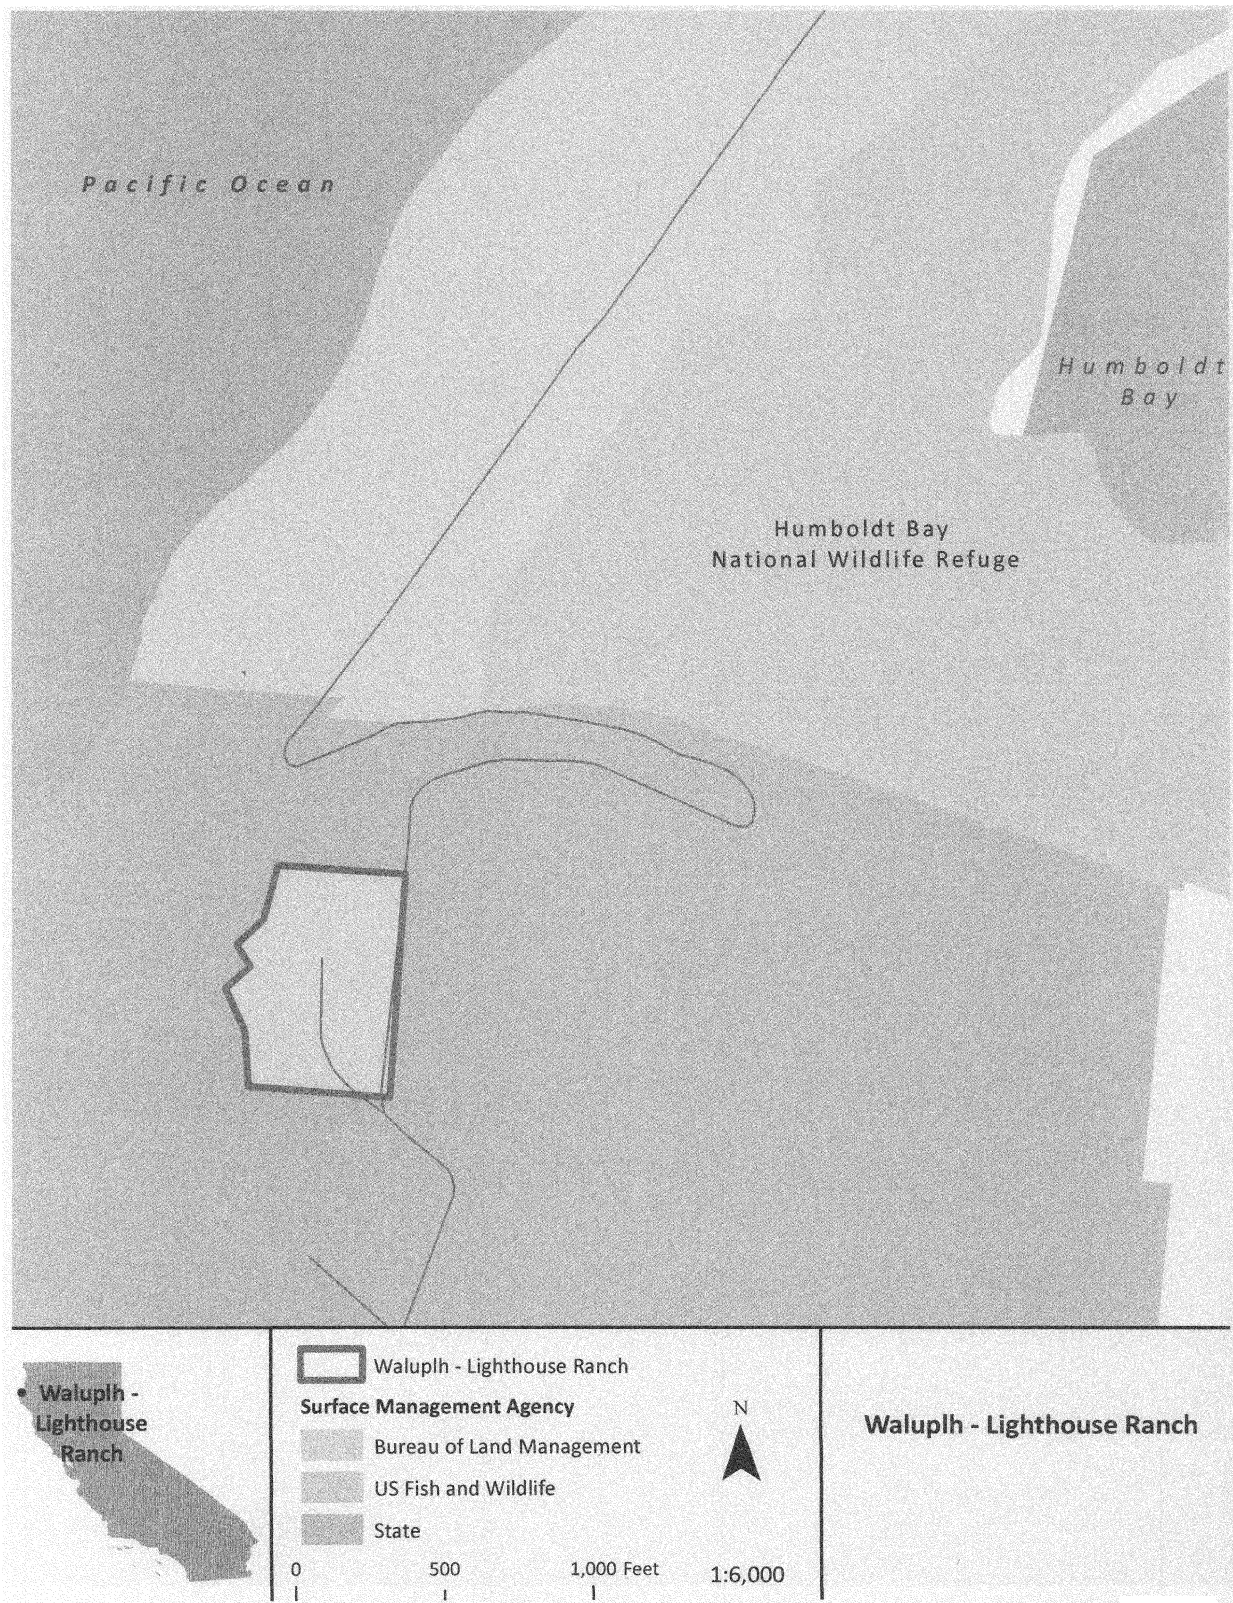 Pacific Ocean
Humboldt
Bay
Humboldt Bay
National Wildlife Refuge
Waluplh -
Lighthouse
Ranch
Waluplh - Lighthouse Ranch
Surface Management Agency
Bureau of Land Management
US Fish and Wildlife
State
0 500 1,000 Feet
N
1:6,000
Waluplh - Lighthouse Ranch